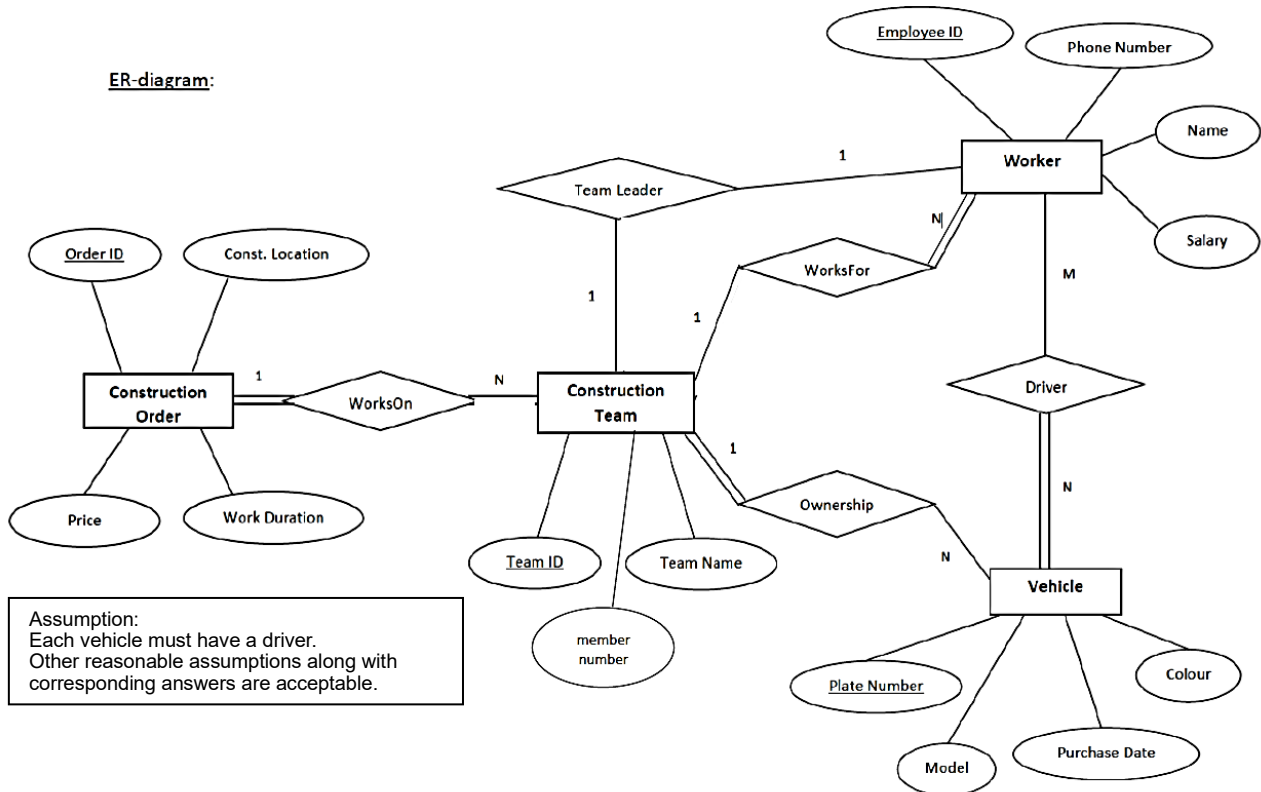 ER-diagram:
Employee ID
Phone Number
Name
Worker
1
Team Leader
Salary
N
WorksFor
M
Order ID
Const. Location
1
1
Driver
Construction
Order
1
WorksOn
N
Construction
Team
1
Ownership
N
N
Price
Work Duration
Team ID
Team Name
member
number
Vehicle
Plate Number
Colour
Model
Purchase Date
Assumption:
Each vehicle must have a driver.
Other reasonable assumptions along with
corresponding answers are acceptable.